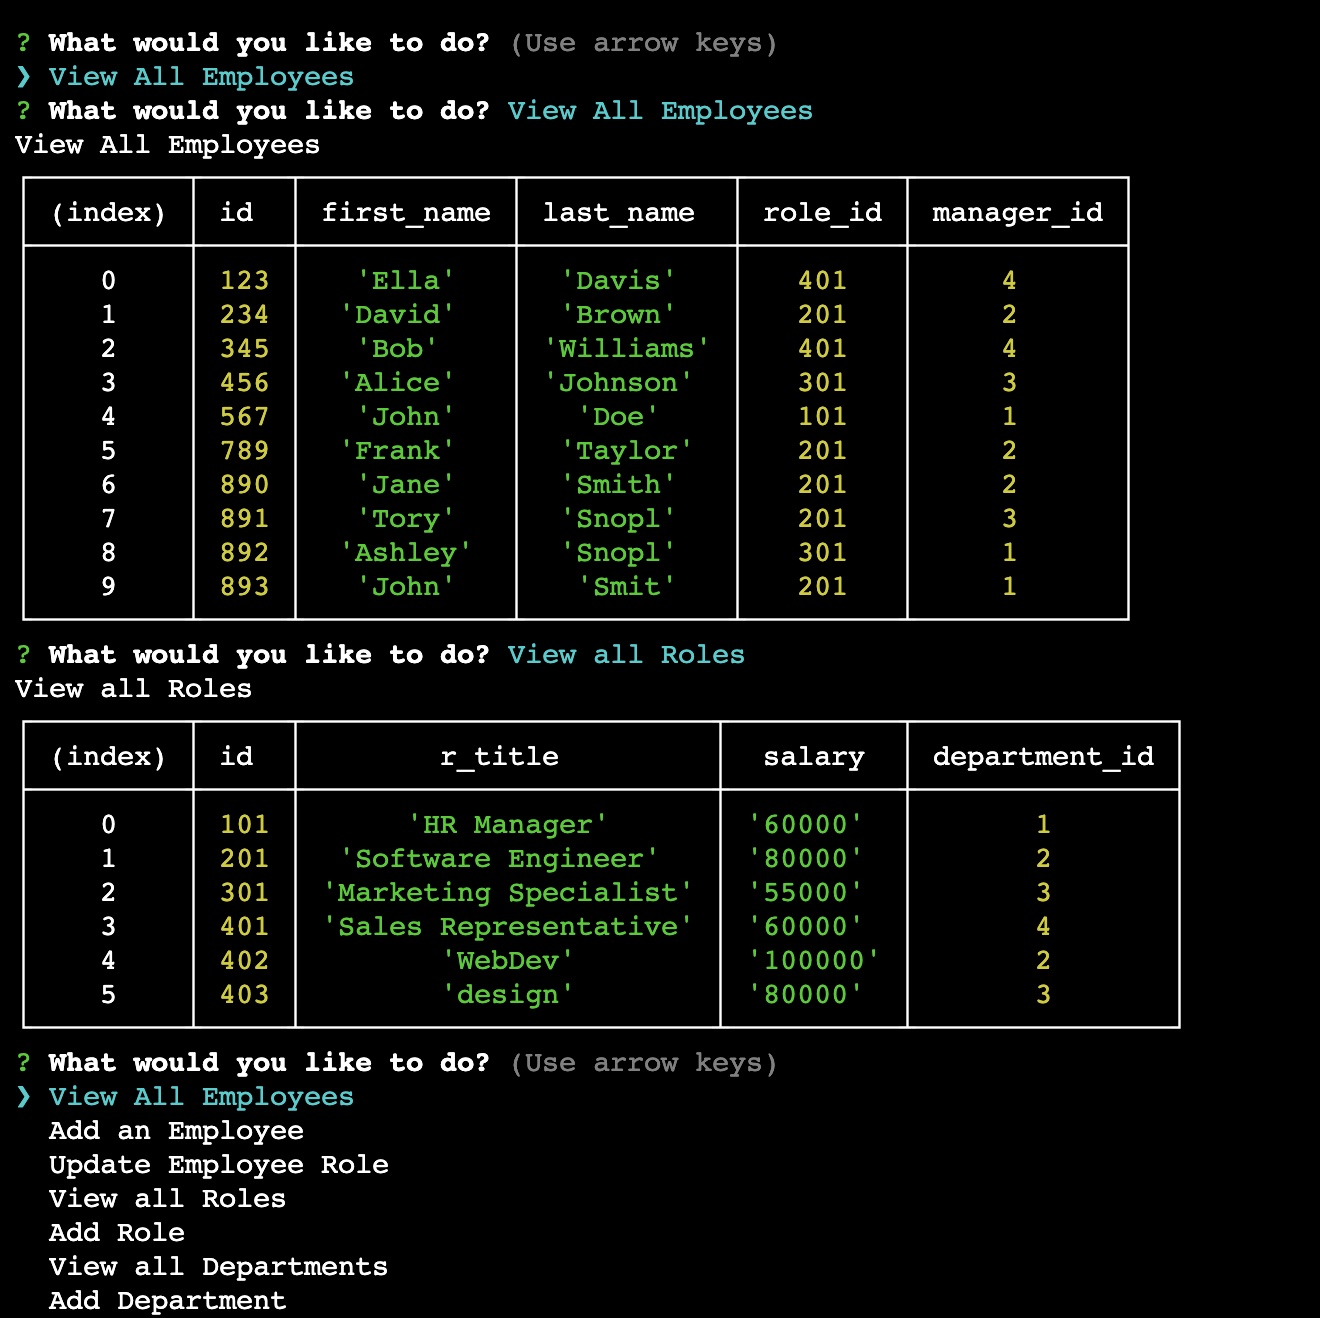 ? What would you like to do? (Use arrow keys)
❯ View All Employees
? What would you like to do? View All Employees
View All Employees
(index) id first_name last_name role_id manager_id
0 123 'Ella' 'Davis' 401 4
1 234 'David' 'Brown' 201 2
2 345 'Bob' 'Williams' 401 4
3 456 'Alice' 'Johnson' 301 3
4 567 'John' 'Doe' 101 1
5 789 'Frank' 'Taylor' 201 2
6 890 'Jane' 'Smith' 201 2
7 891 'Tory' 'Snopl' 201 3
8 892 'Ashley' 'Snopl' 301 1
9 893 'John' 'Smit' 201 1
? What would you like to do? View all Roles
View all Roles
(index) id r_title salary department_id
0 101 'HR Manager' '60000' 1
1 201 'Software Engineer' '80000' 2
2 301 'Marketing Specialist' '55000' 3
3 401 'Sales Representative' '60000' 4
4 402 'WebDev' '100000' 2
5 403 'design' '80000' 3
? What would you like to do? (Use arrow keys)
❯ View All Employees
Add an Employee
Update Employee Role
View all Roles
Add Role
View all Departments
Add Department